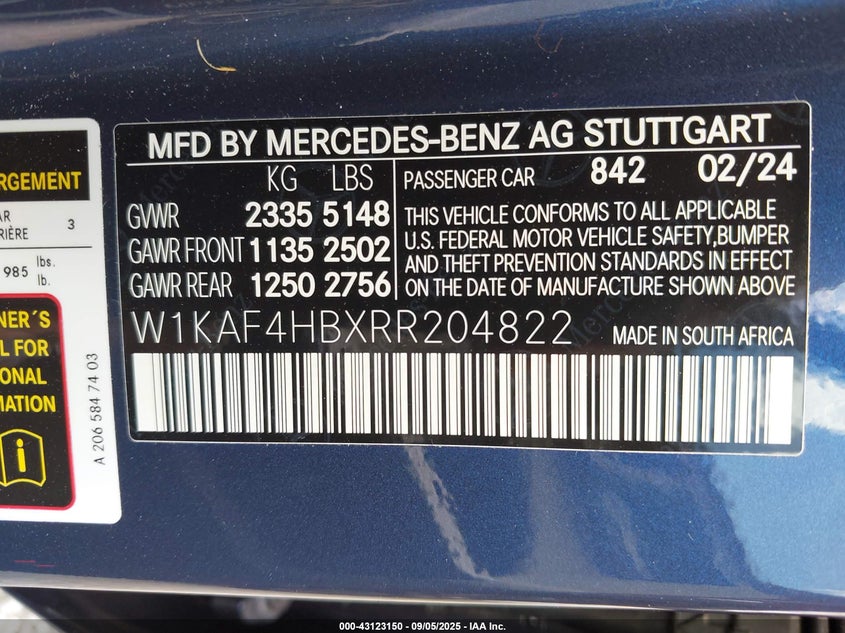 RGEMENT
AR
RIÈRE 3
985 lbs.
lb.
NER´S
L FOR
ONAL
MATION
i
A 206 584 74 03
MFD BY MERCEDES-BENZ AG STUTTGART
KG LBS
GVWR 2335 5148
GAWR FRONT 1135 2502
GAWR REAR 1250 2756
PASSENGER CAR 842 02/24
THIS VEHICLE CONFORMS TO ALL APPLICABLE
U.S. FEDERAL MOTOR VEHICLE SAFETY,BUMPER
AND THEFT PREVENTION STANDARDS IN EFFECT
ON THE DATE OF MANUFACTURE SHOWN ABOVE
W1KAF4HBXRR204822 MADE IN SOUTH AFRICA
000-43123150 - 09/05/2025 - IAA Inc.